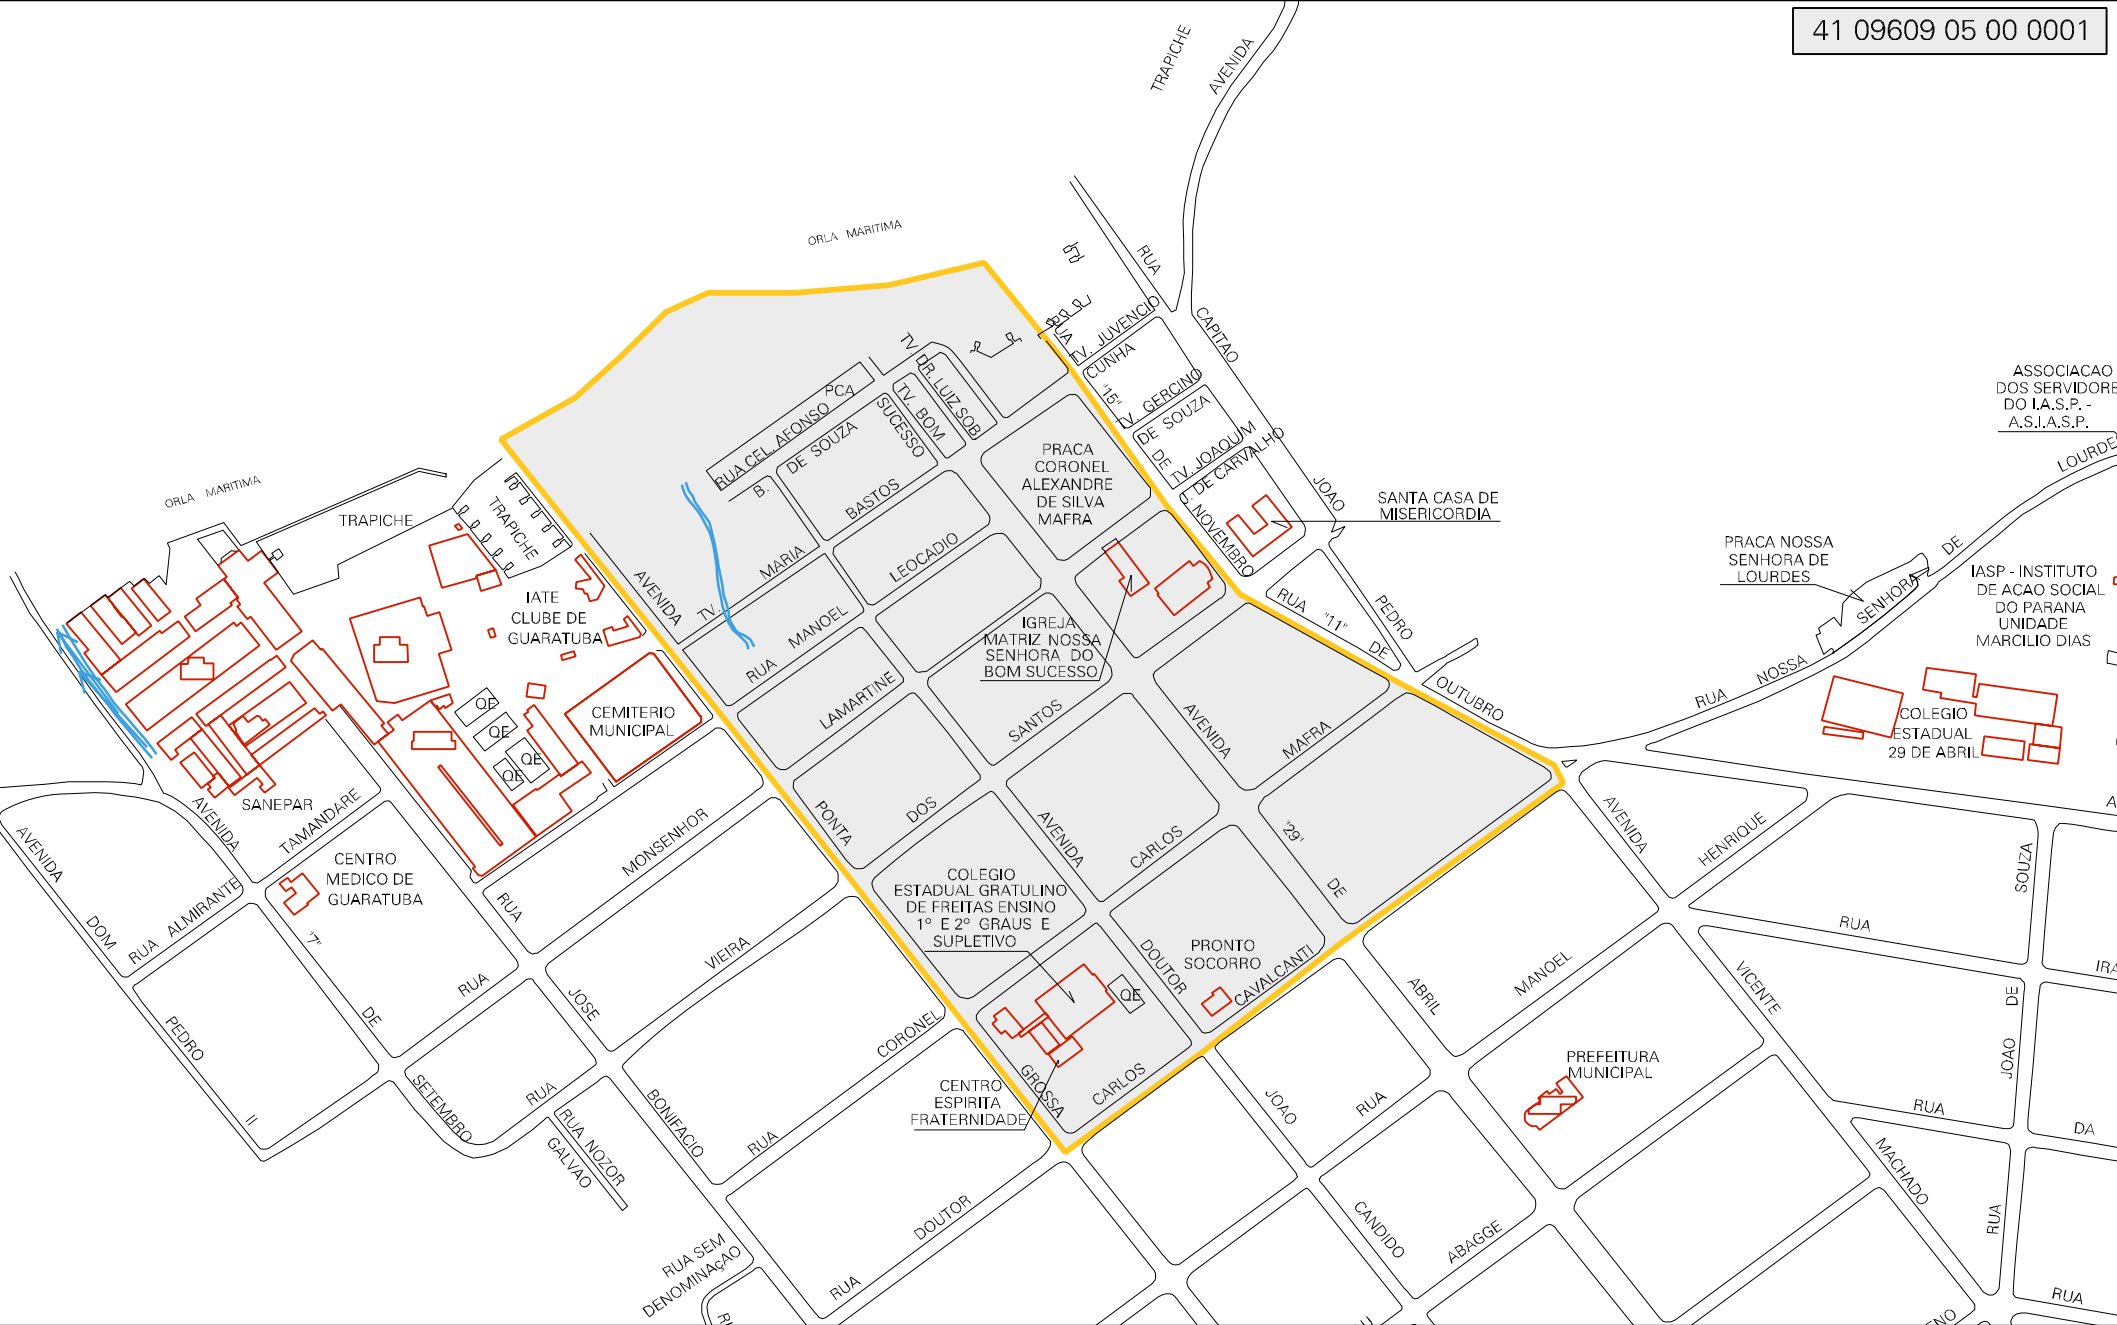 41 09609 05 00 0001
TRAPICHE
AVENIDA
ORLA MARITIMA
RUA
CAPITAO
JOAO
PEDRO
RUA
TV. JUVENCIO
CUNHA
"15"
TV. GERCINO
DE SOUZA
DE
TV. JOAQUIM
J. DE CARVALHO
NOVEMBRO
TV
DR. LUIZ SOB.
TV. BOM
SUCESSO
PCA
RUA CEL. AFONSO
DE SOUZA
B.
BASTOS
PRACA
CORONEL
ALEXANDRE
DE SILVA
MAFRA
SANTA CASA DE
MISERICORDIA
ASSOCIACAO
DOS SERVIDORE
DO I.A.S.P. -
A.S.I.A.S.P.
LOURDE
DE
SENHORA
NOSSA
RUA
PRACA NOSSA
SENHORA DE
LOURDES
IASP - INSTITUTO
DE ACAO SOCIAL
DO PARANA
UNIDADE
MARCILIO DIAS
COLEGIO
ESTADUAL
29 DE ABRIL
ORLA MARITIMA
TRAPICHE
TRAPICHE
IATE
CLUBE DE
GUARATUBA
CEMITERIO
MUNICIPAL
QE
QE
QE
QE
SANEPAR
AVENIDA
TAMANDARE
RUA ALMIRANTE
CENTRO
MEDICO DE
GUARATUBA
AVENIDA
DOM
PEDRO
II
"7"
DE
SETEMBRO
AVENIDA
PONTA
GROSSA
TV.
MARIA
LEOCADIO
RUA
MANOEL
LAMARTINE
DOS
SANTOS
IGREJA
MATRIZ NOSSA
SENHORA DO
BOM SUCESSO
RUA
"11"
DE
OUTUBRO
AVENIDA
"29"
DE
ABRIL
MAFRA
CARLOS
AVENIDA
DOUTOR
JOAO
CANDIDO
COLEGIO
ESTADUAL GRATULINO
DE FREITAS ENSINO
1º E 2º GRAUS E
SUPLETIVO
QE
PRONTO
SOCORRO
CAVALCANTI
CARLOS
CENTRO
ESPIRITA
FRATERNIDADE
RUA
MONSENHOR
RUA
JOSE
BONIFACIO
VIEIRA
RUA
CORONEL
RUA
RUA NOZOR
GALVAO
RUA SEM
DENOMINAçAO
DOUTOR
RUA
RUA
MANOEL
HENRIQUE
ABAGGE
PREFEITURA
MUNICIPAL
AVENIDA
VICENTE
MACHADO
RUA
RUA
SOUZA
DE
JOAO
RUA
DA
RUA
IRA
A